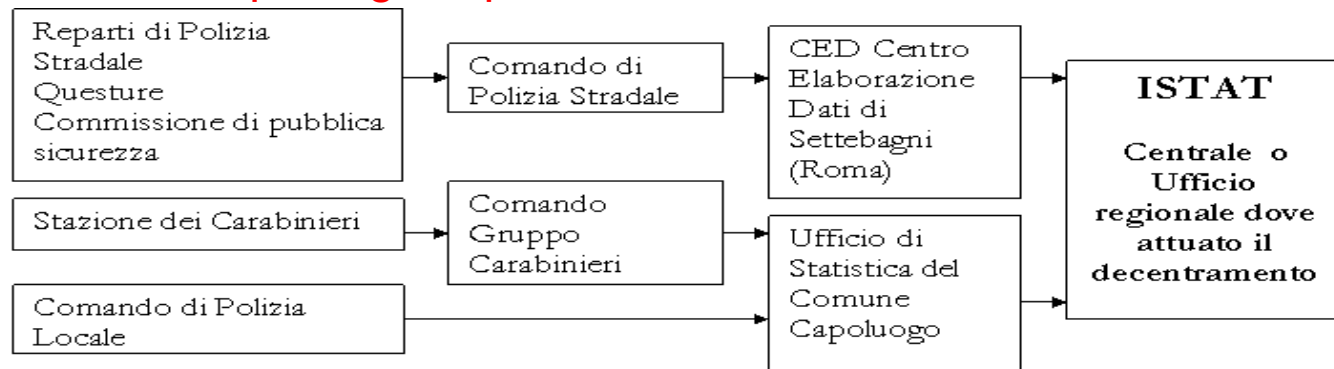 Reparti di Polizia
Stradale
Questure
Commissione di pubblica
sicurezza
Comando di
Polizia Stradale
CED Centro
Elaborazione
Dati di
Settebagni
(Roma)
ISTAT
Centrale o
Ufficio
regionale dove
attuato il
decentramento
Stazione dei Carabinieri
Comando
Gruppo
Carabinieri
Ufficio di
Statistica del
Comune
Capoluogo
Comando di Polizia
Locale